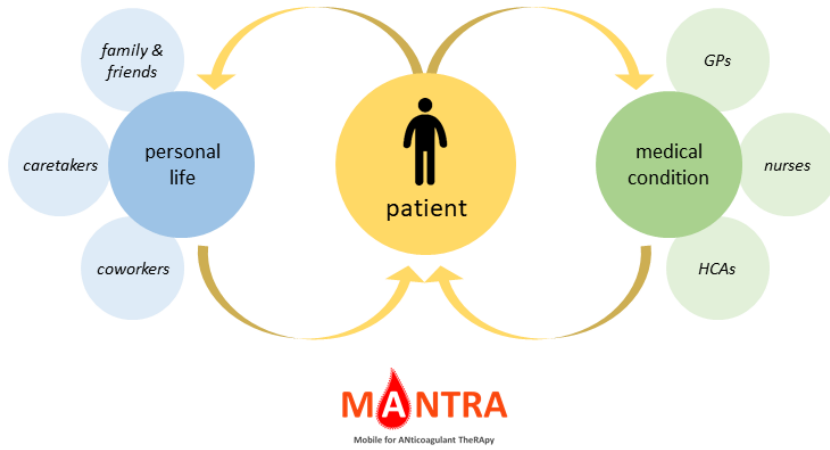 family &
friends
caretakers
coworkers
personal
life
patient
medical
condition
GPs
nurses
HCAs
MANTRA
Mobile for ANticoagulant TheRApy